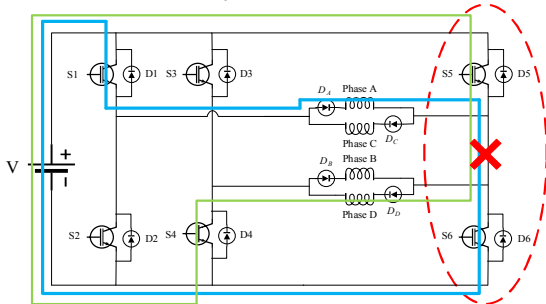 S1
D1
S3
D3
S5
D5
D_A
Phase A
Phase C
D_C
V
+
D_B
Phase B
Phase D
D_D
S2
D2
S4
D4
S6
D6